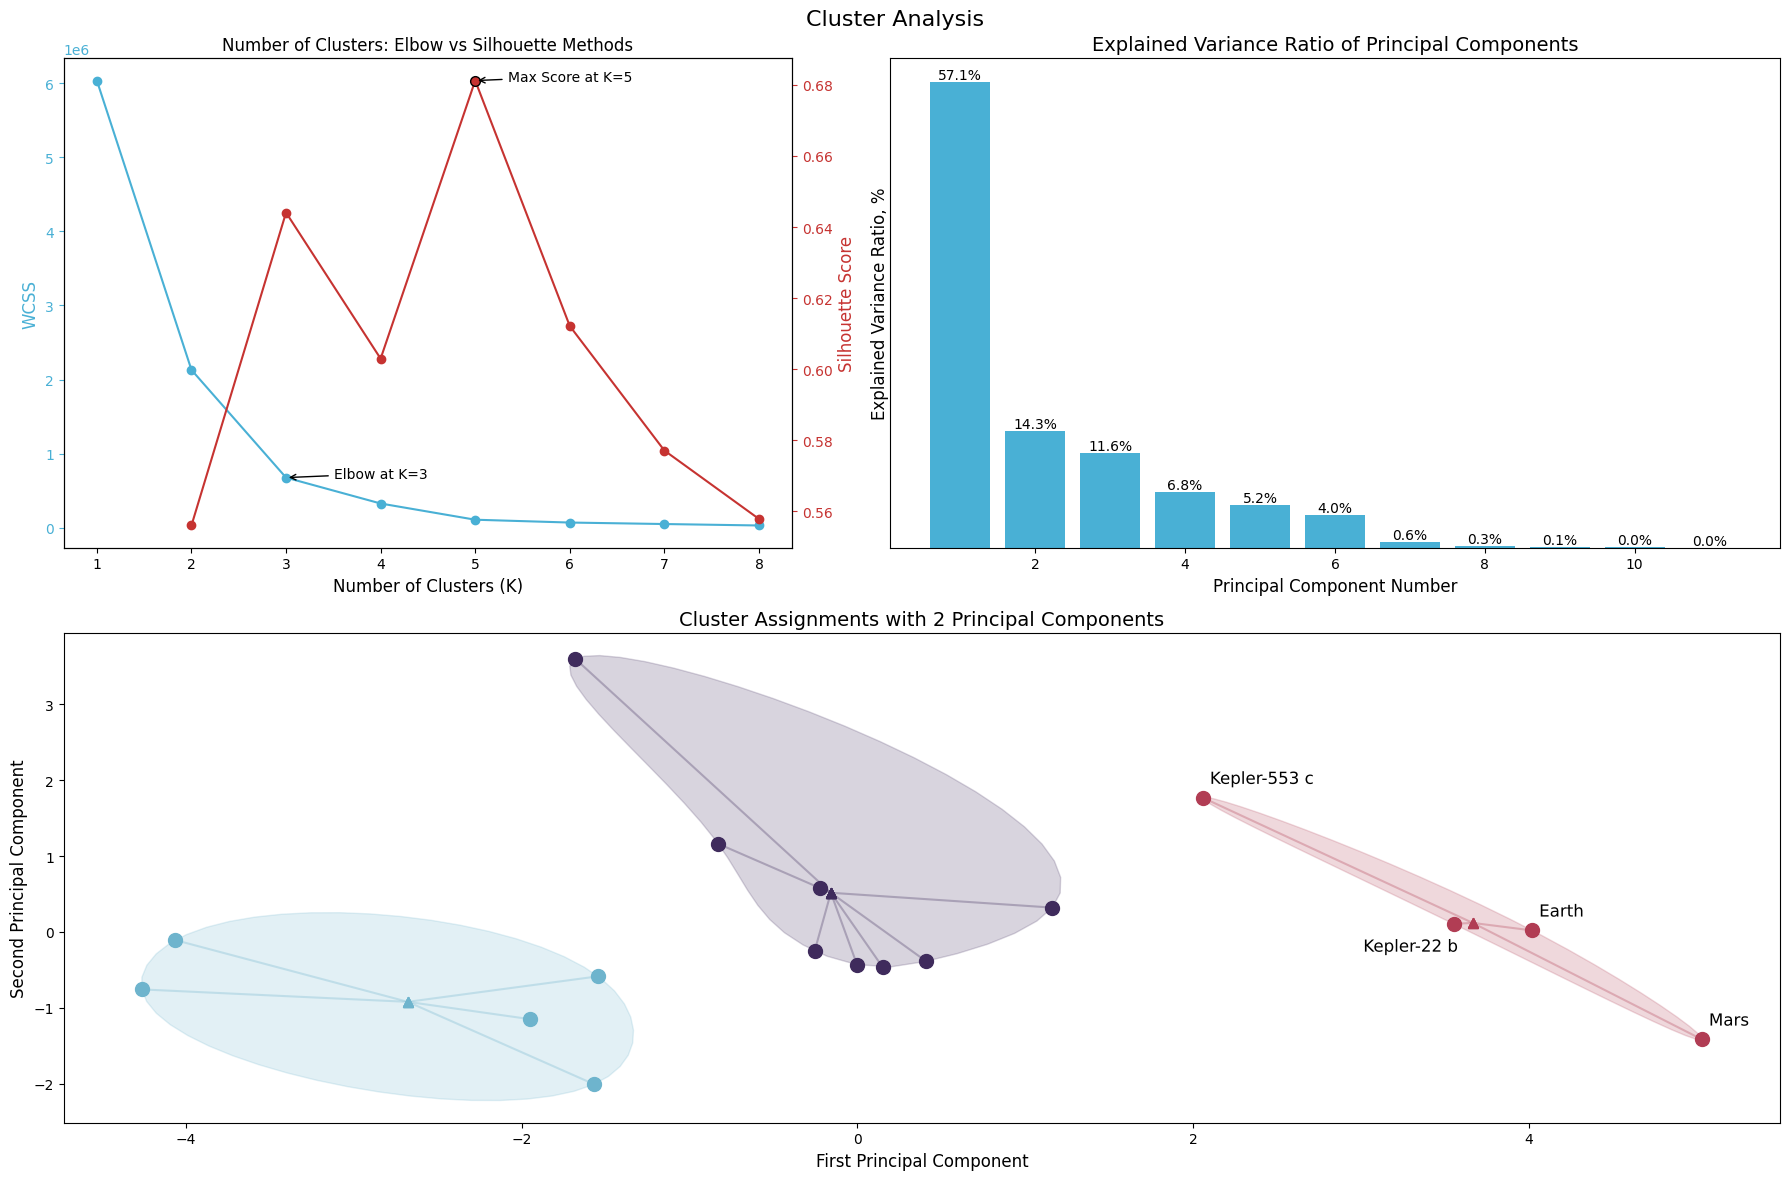 Cluster Analysis
Number of Clusters: Elbow vs Silhouette Methods
1e6
6
5
4
3
2
1
0
WCSS
Max Score at K=5
Elbow at K=3
0.68
0.66
0.64
0.62
0.60
0.58
0.56
Silhouette Score
1 2 3 4 5 6 7 8
Number of Clusters (K)
Explained Variance Ratio of Principal Components
Explained Variance Ratio, %
57.1%
14.3%
11.6%
6.8%
5.2%
4.0%
0.6%
0.3%
0.1%
0.0%
0.0%
2 4 6 8 10
Principal Component Number
Cluster Assignments with 2 Principal Components
Second Principal Component
3
2
1
0
−1
−2
Kepler-553 c
Earth
Kepler-22 b
Mars
−4 −2 0 2 4
First Principal Component